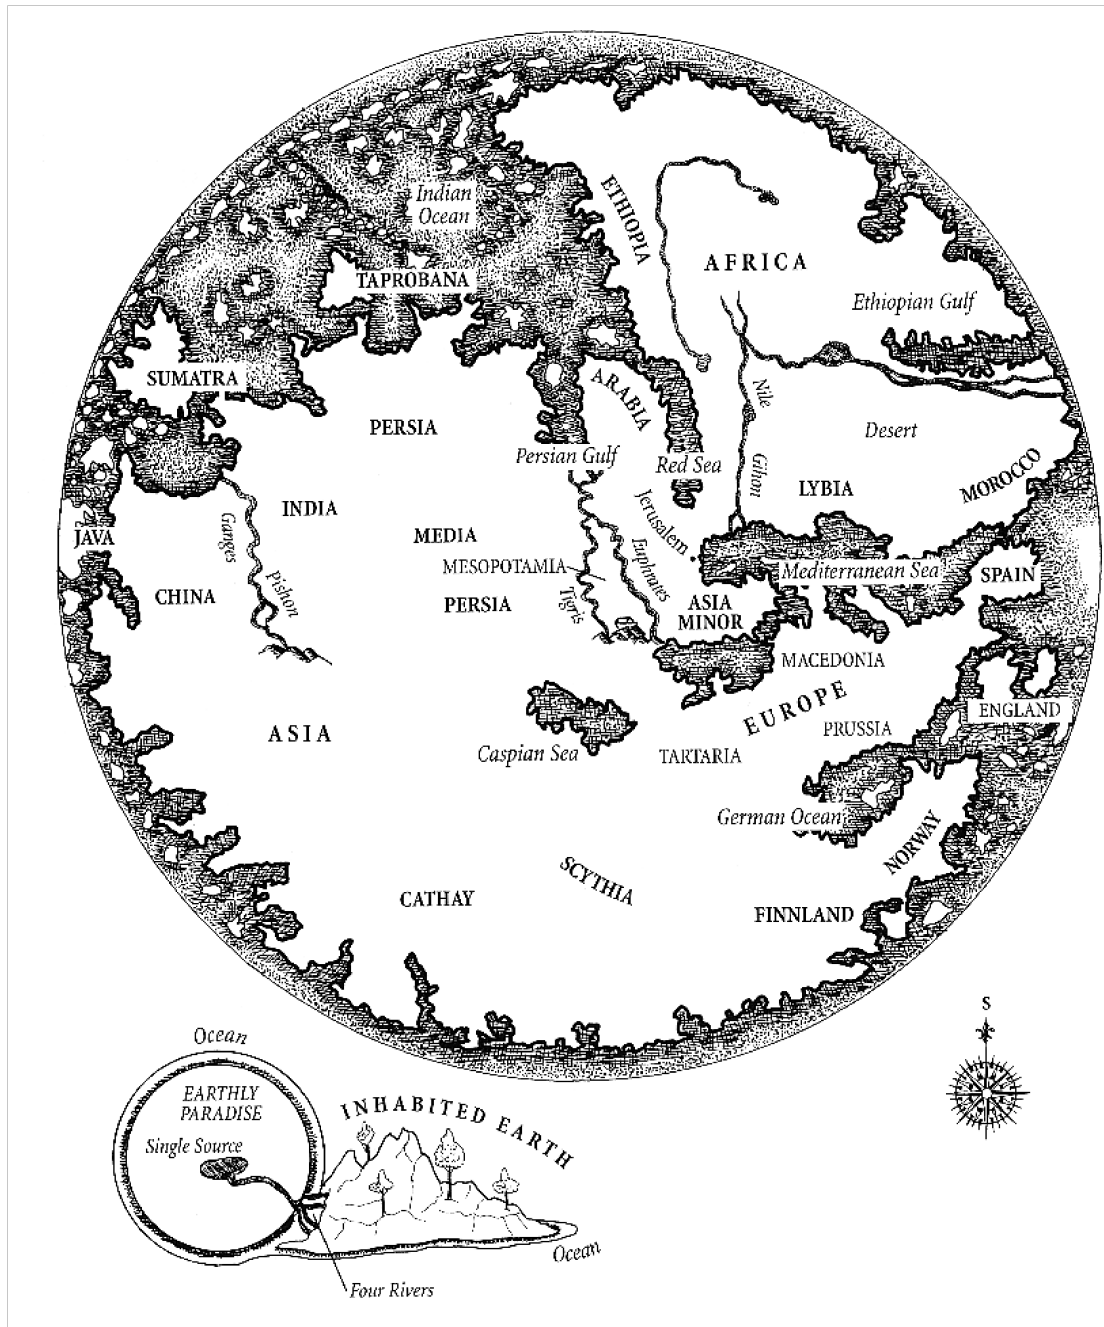 Indian
Ocean
ETHIOPIA
AFRICA
TAPROBANA
Ethiopian Gulf
SUMATRA
ARABIA
Nile
PERSIA
Desert
Persian Gulf
Red Sea
Gihon
LYBIA
MOROCCO
INDIA
Jerusalem
JAVA
Ganges
MEDIA
Euphrates
MESOPOTAMIA
Mediterranean Sea
SPAIN
CHINA
Pishon
PERSIA
Tigris
ASIA
MINOR
MACEDONIA
EUROPE
ENGLAND
ASIA
PRUSSIA
Caspian Sea
TARTARIA
German Ocean
NORWAY
SCYTHIA
CATHAY
FINNLAND
S
Ocean
EARTHLY
PARADISE
Single Source
INHABITED EARTH
Ocean
Four Rivers